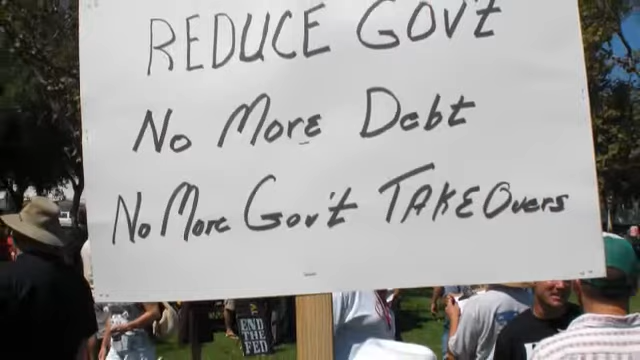 REDUCE GOV'T
No More Debt
No More Gov't TAKEOvers
END
THE
FED